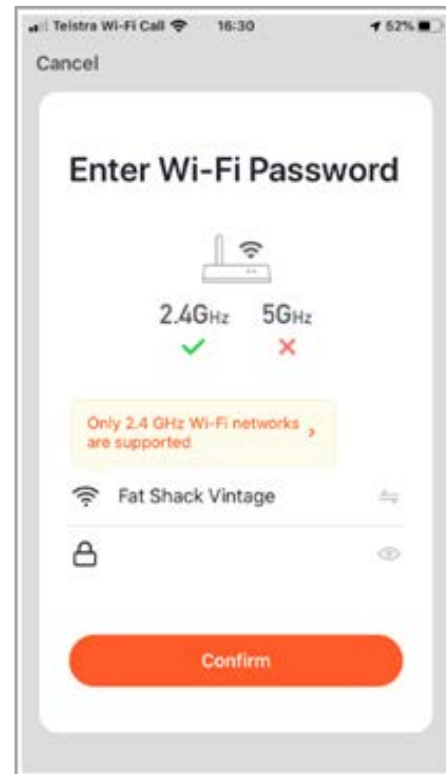 Telstra Wi-Fi Call 16:30 52%
Cancel
Enter Wi-Fi Password
2.4GHz 5GHz
Only 2.4 GHz Wi-Fi networks
are supported
Fat Shack Vintage
Confirm